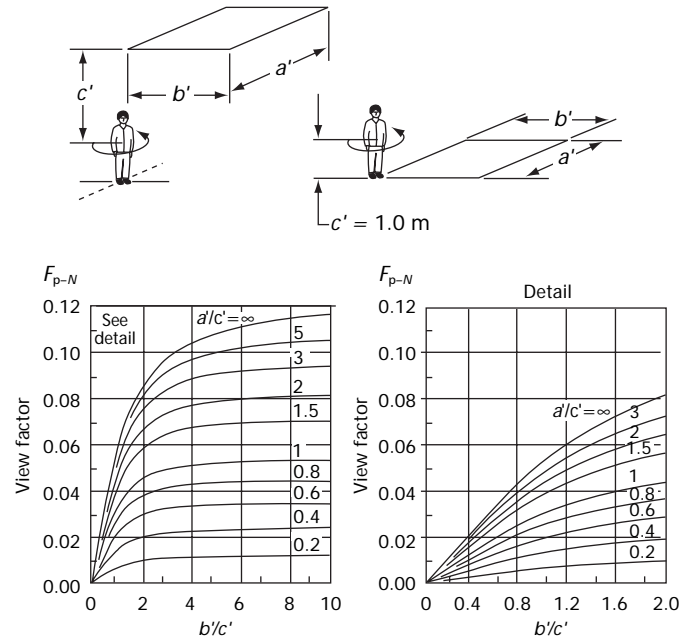 c'
b'
a'
b'
a'
c' = 1.0 m
Fp–N
0.12
0.10
0.08
0.06
0.04
0.02
0.00
View factor
See
detail
a'/c'=∞
5
3
2
1.5
1
0.8
0.6
0.4
0.2
0 2 4 6 8 10
b'/c'
Fp–N
Detail
0.12
0.10
0.08
0.06
0.04
0.02
0.00
View factor
a'/c'=∞
3
2
1.5
1
0.8
0.6
0.4
0.2
0 0.4 0.8 1.2 1.6 2.0
b'/c'